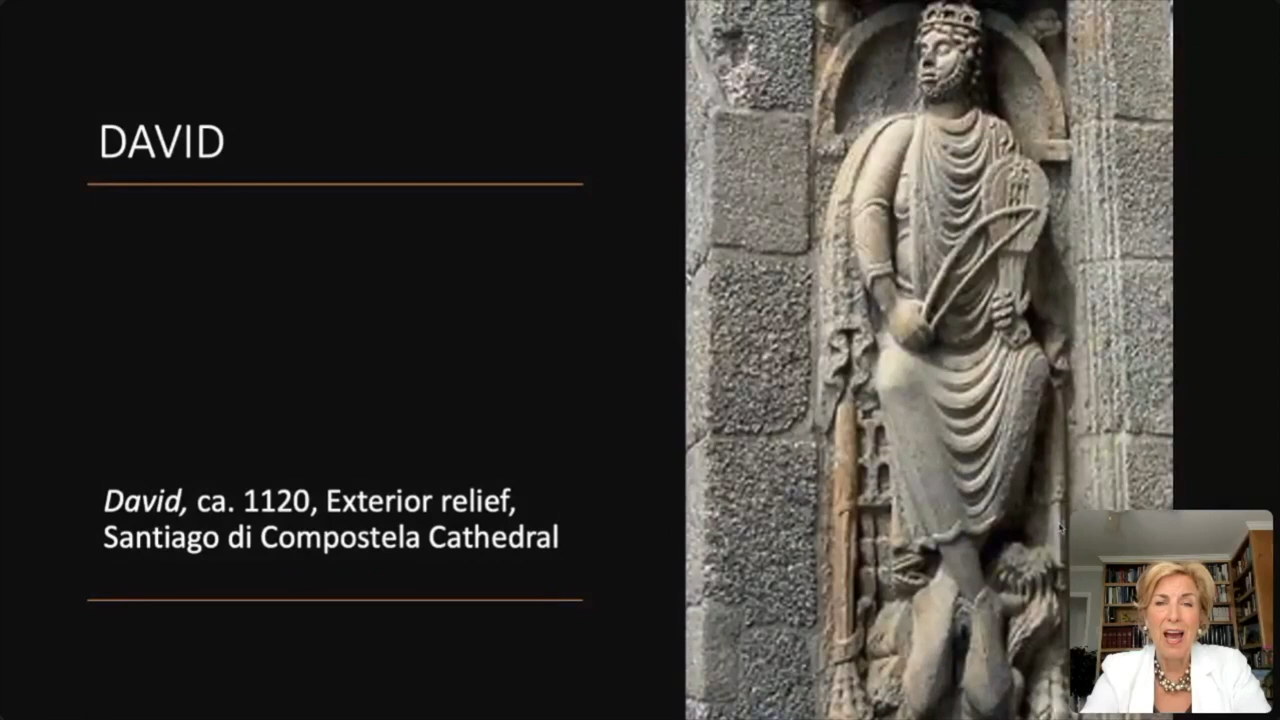 DAVID
David, ca. 1120, Exterior relief,
Santiago di Compostela Cathedral